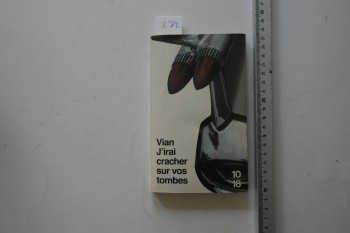 Vian
J'irai
cracher
sur vos
tombes
10
18